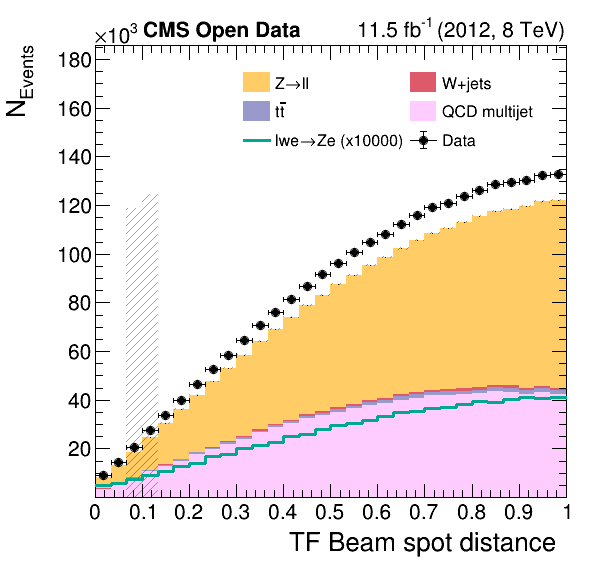 ×10³ CMS Open Data 11.5 fb⁻¹ (2012, 8 TeV)
N_Events
180
160
140
120
100
80
60
40
20
Z→ll W+jets
tt̄ QCD multijet
lwe→Ze (x10000) Data
0 0.1 0.2 0.3 0.4 0.5 0.6 0.7 0.8 0.9 1
TF Beam spot distance